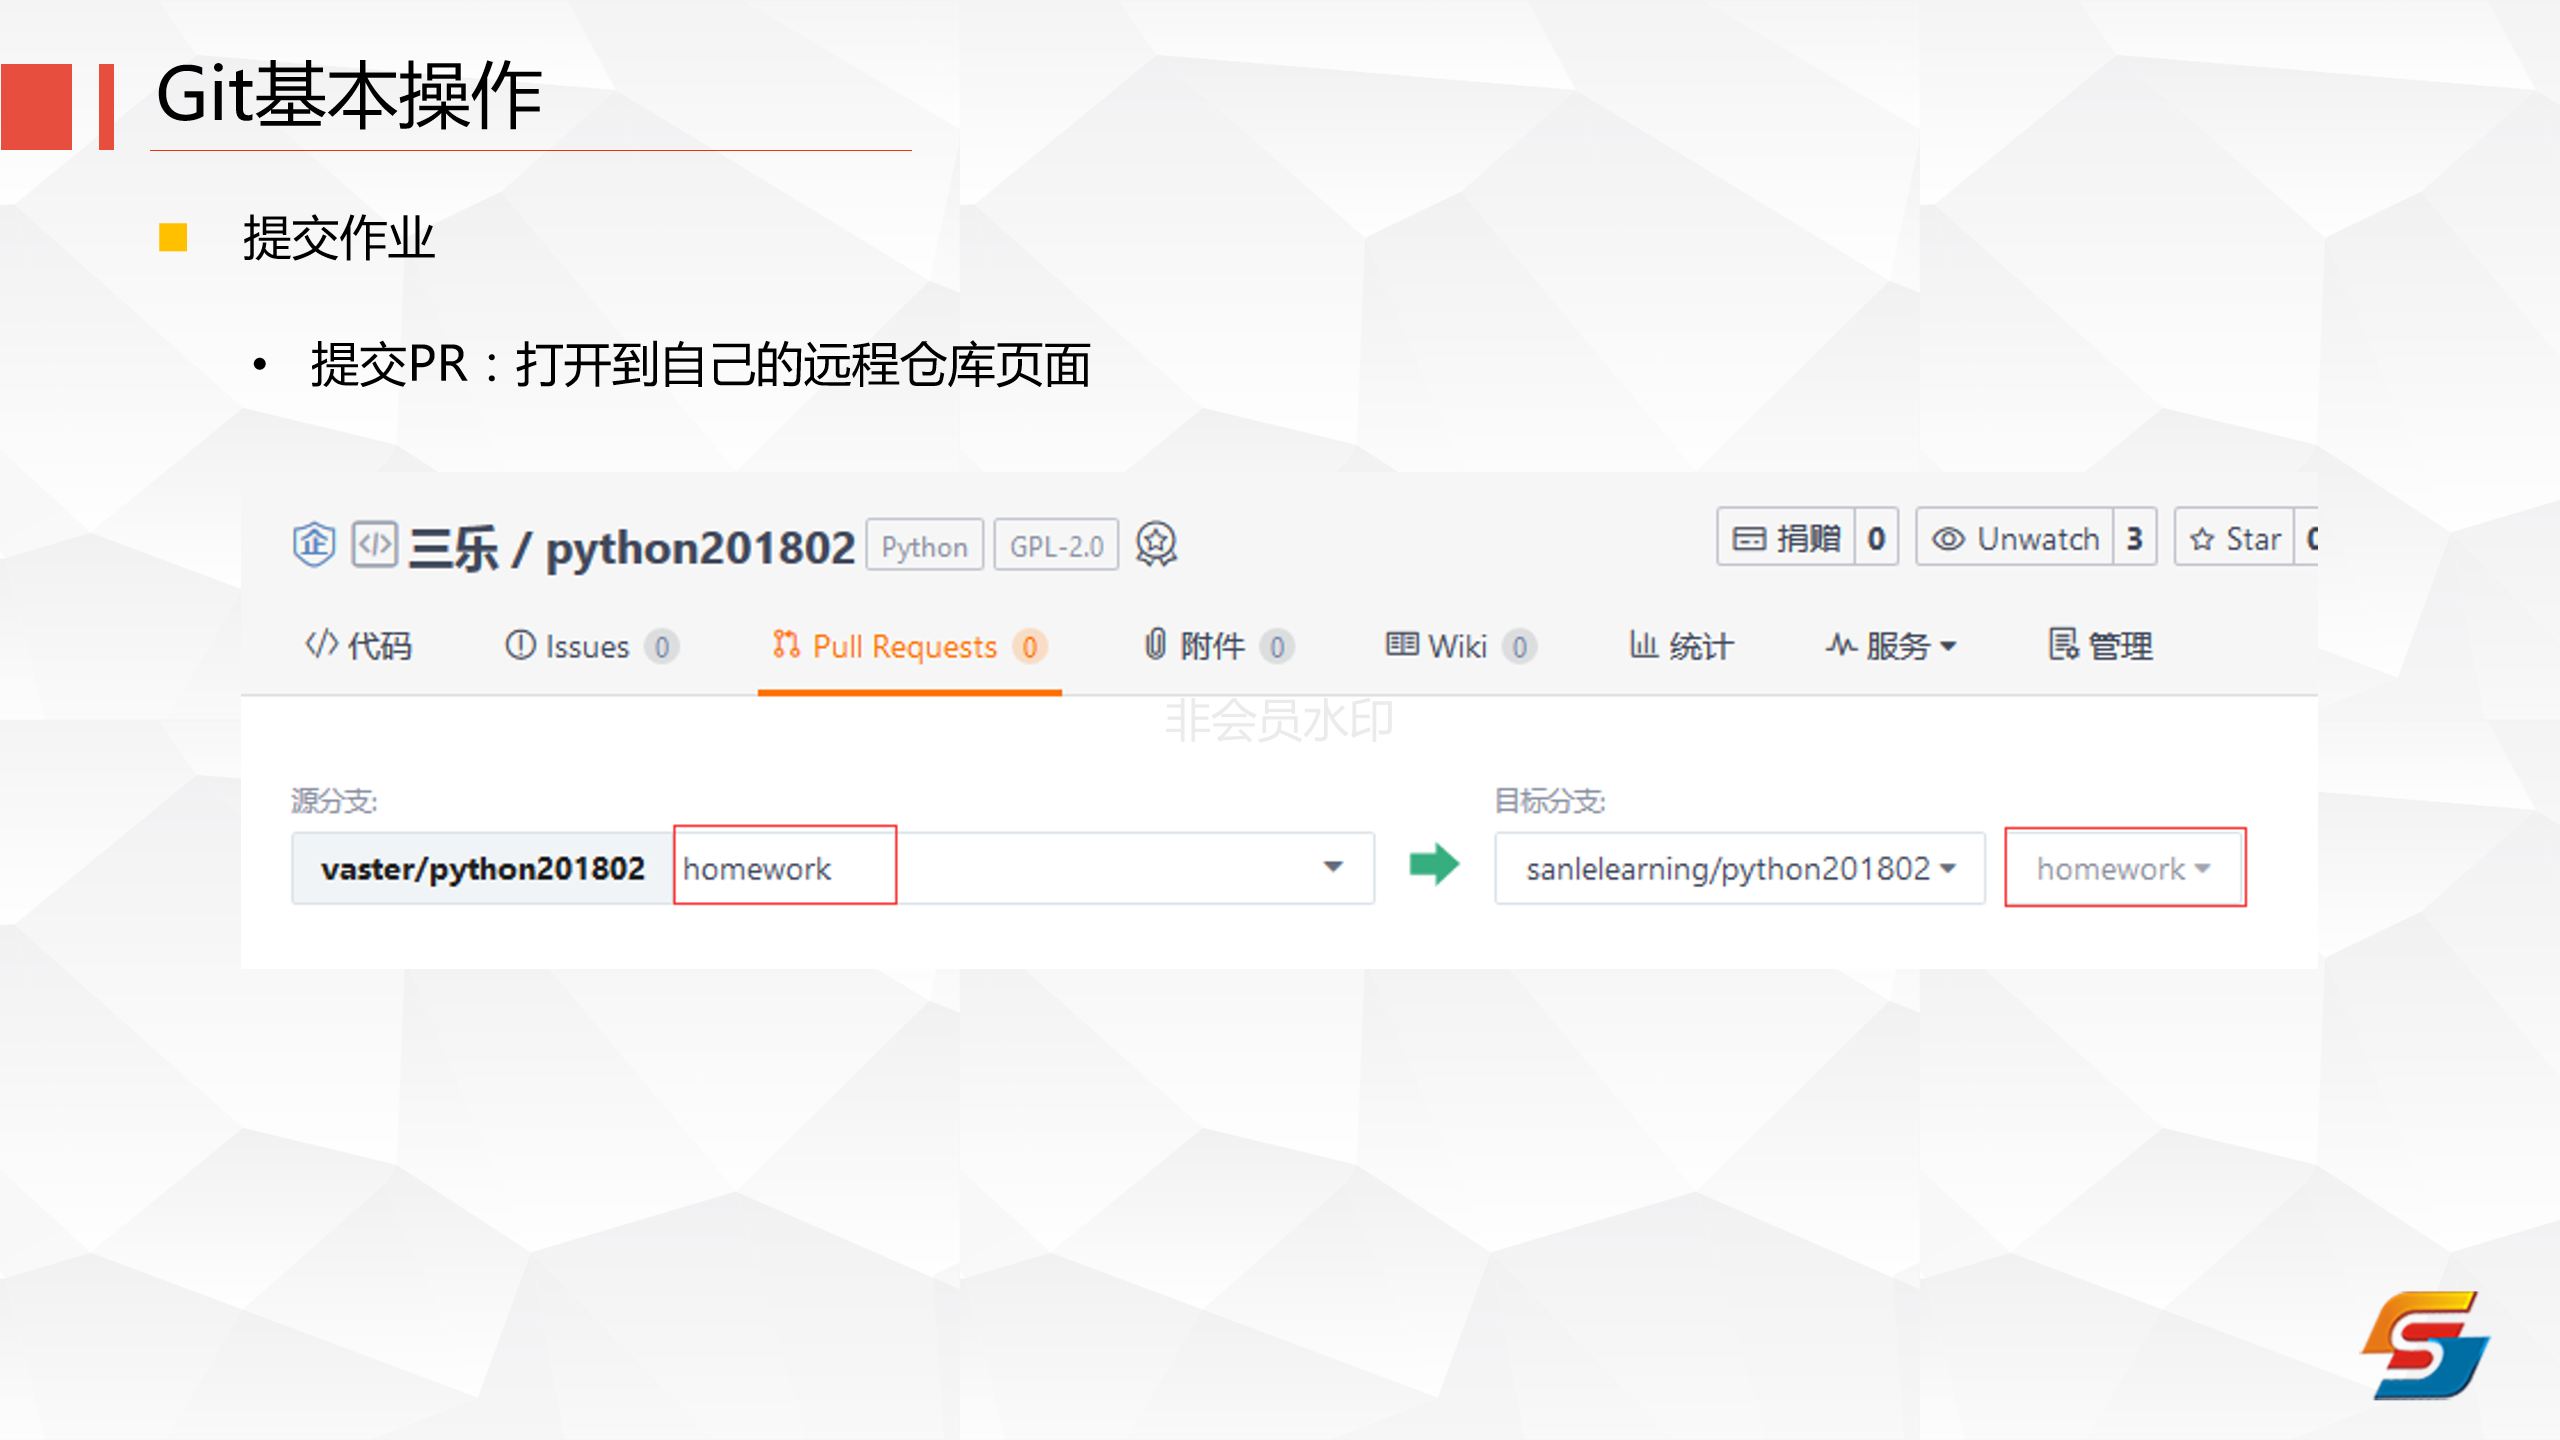 Git基本操作
提交作业
• 提交PR：打开到自己的远程仓库页面
企 </> 三乐 / python201802 Python GPL-2.0 捐赠 0 Unwatch 3 Star
</> 代码 Issues 0 Pull Requests 0 附件 0 Wiki 0 统计 服务 管理
非会员水印
源分支: 目标分支:
vaster/python201802 homework sanlelearning/python201802 homework